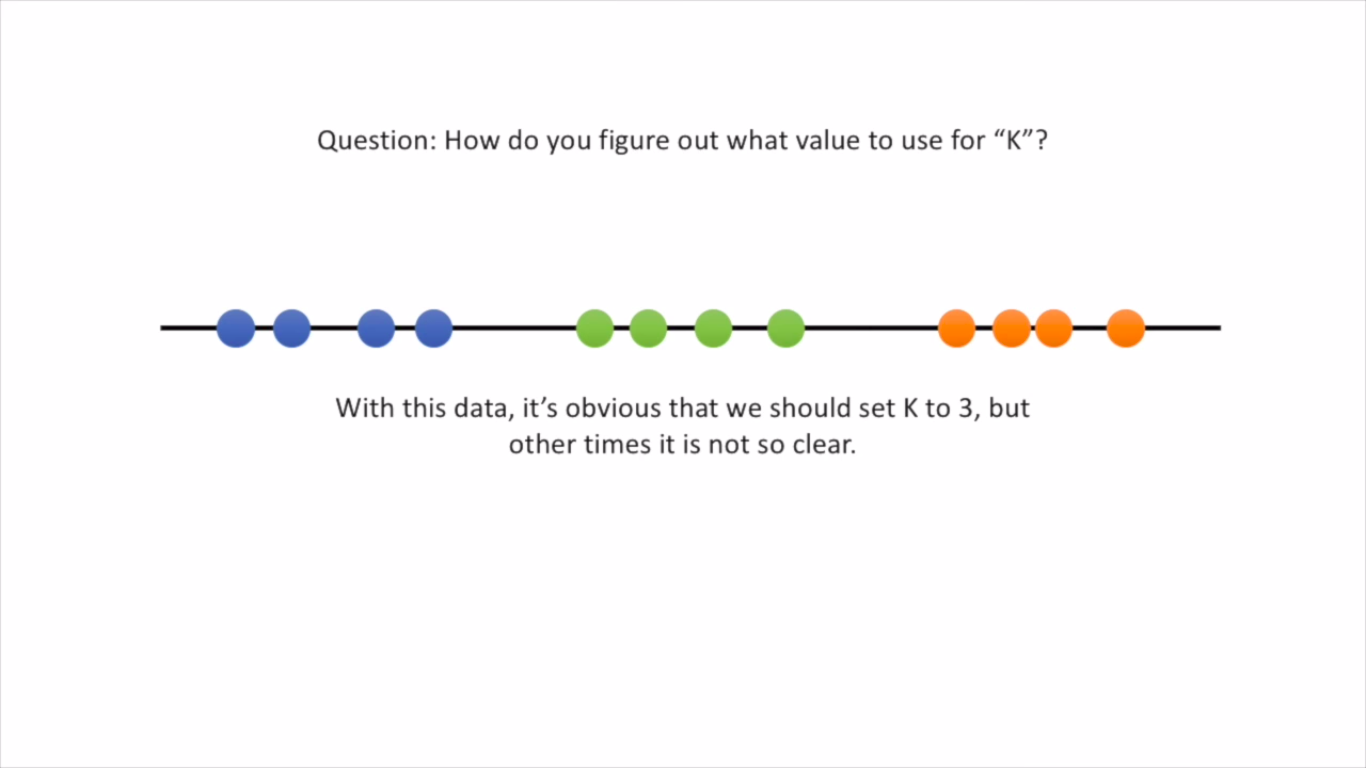 Question: How do you figure out what value to use for “K”?
With this data, it’s obvious that we should set K to 3, but
other times it is not so clear.